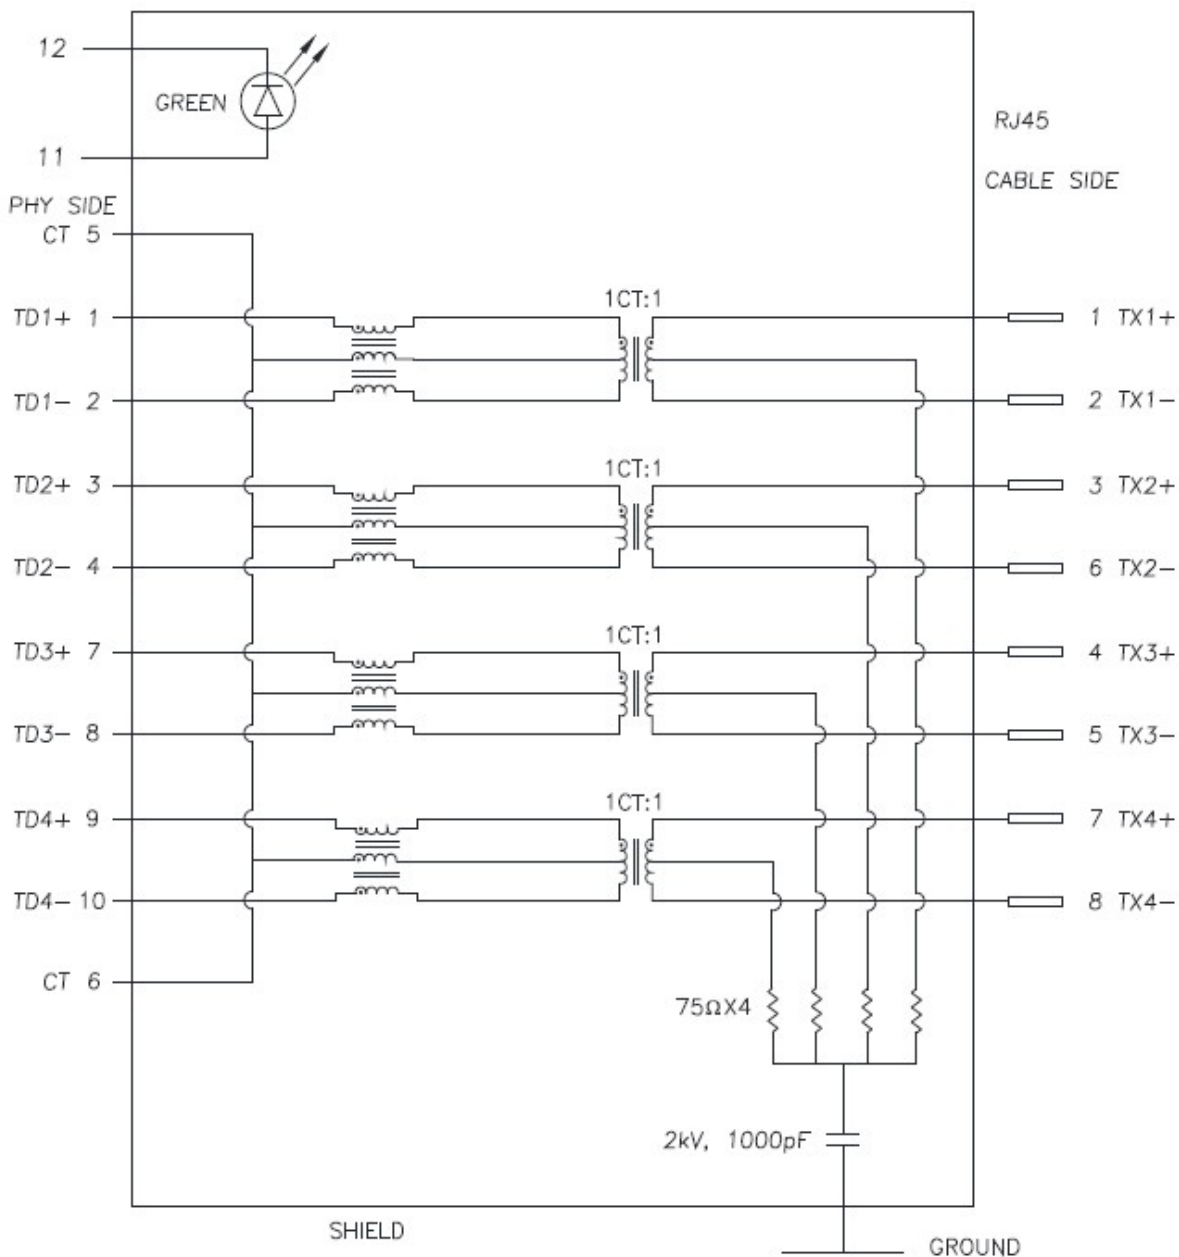 12
GREEN
11
RJ45
CABLE SIDE
PHY SIDE
CT 5
1CT:1
TD1+ 1
1 TX1+
TD1- 2
2 TX1-
1CT:1
TD2+ 3
3 TX2+
TD2- 4
6 TX2-
1CT:1
TD3+ 7
4 TX3+
TD3- 8
5 TX3-
1CT:1
TD4+ 9
7 TX4+
TD4- 10
8 TX4-
CT 6
75ΩX4
2kV, 1000pF
SHIELD
GROUND